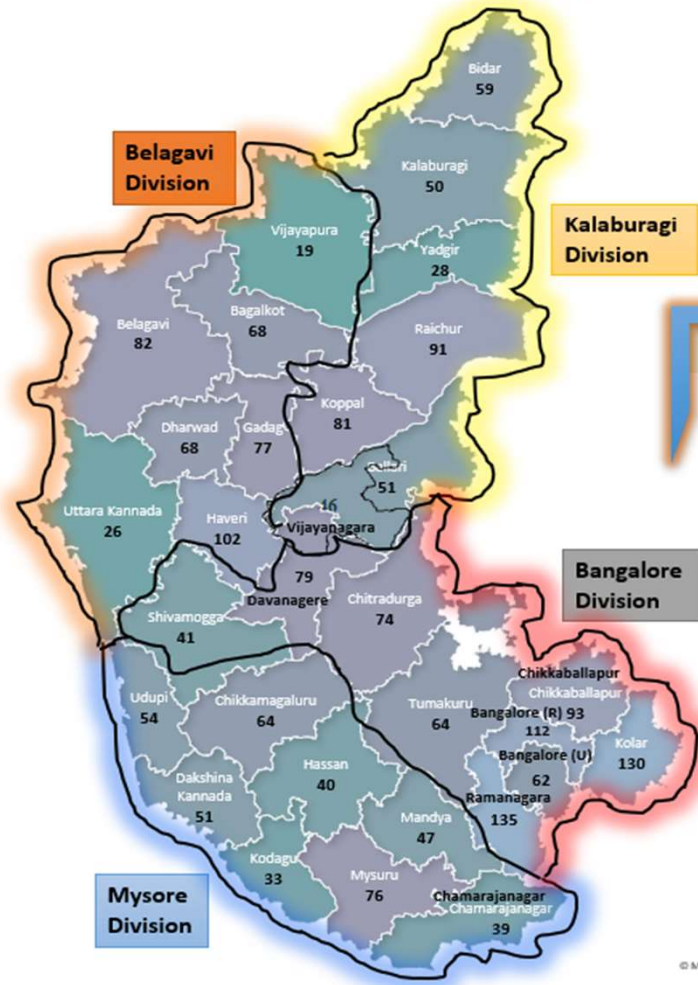 Bidar
59
Belagavi
Division
Kalaburagi
50
Vijayapura
19
Kalaburagi
Division
Yadgir
28
Bagalkot
68
Belagavi
82
Raichur
91
Koppal
81
Dharwad
68
Gadag
77
Ballari
51
Uttara Kannada
26
Haveri
102
46
Vijayanagara
79
Davanagere
Bangalore
Division
Chitradurga
74
Shivamogga
41
Chikkaballapur
Chikkaballapur
93
Udupi
54
Chikkamagaluru
64
Tumakuru
64
Bangalore (R)
112
Kolar
130
Bangalore (U)
62
Hassan
40
Dakshina
Kannada
51
Ramanagara
135
Mandya
47
Kodagu
33
Mysuru
76
Chamarajanagar
Chamarajanagar
39
Mysore
Division
© M